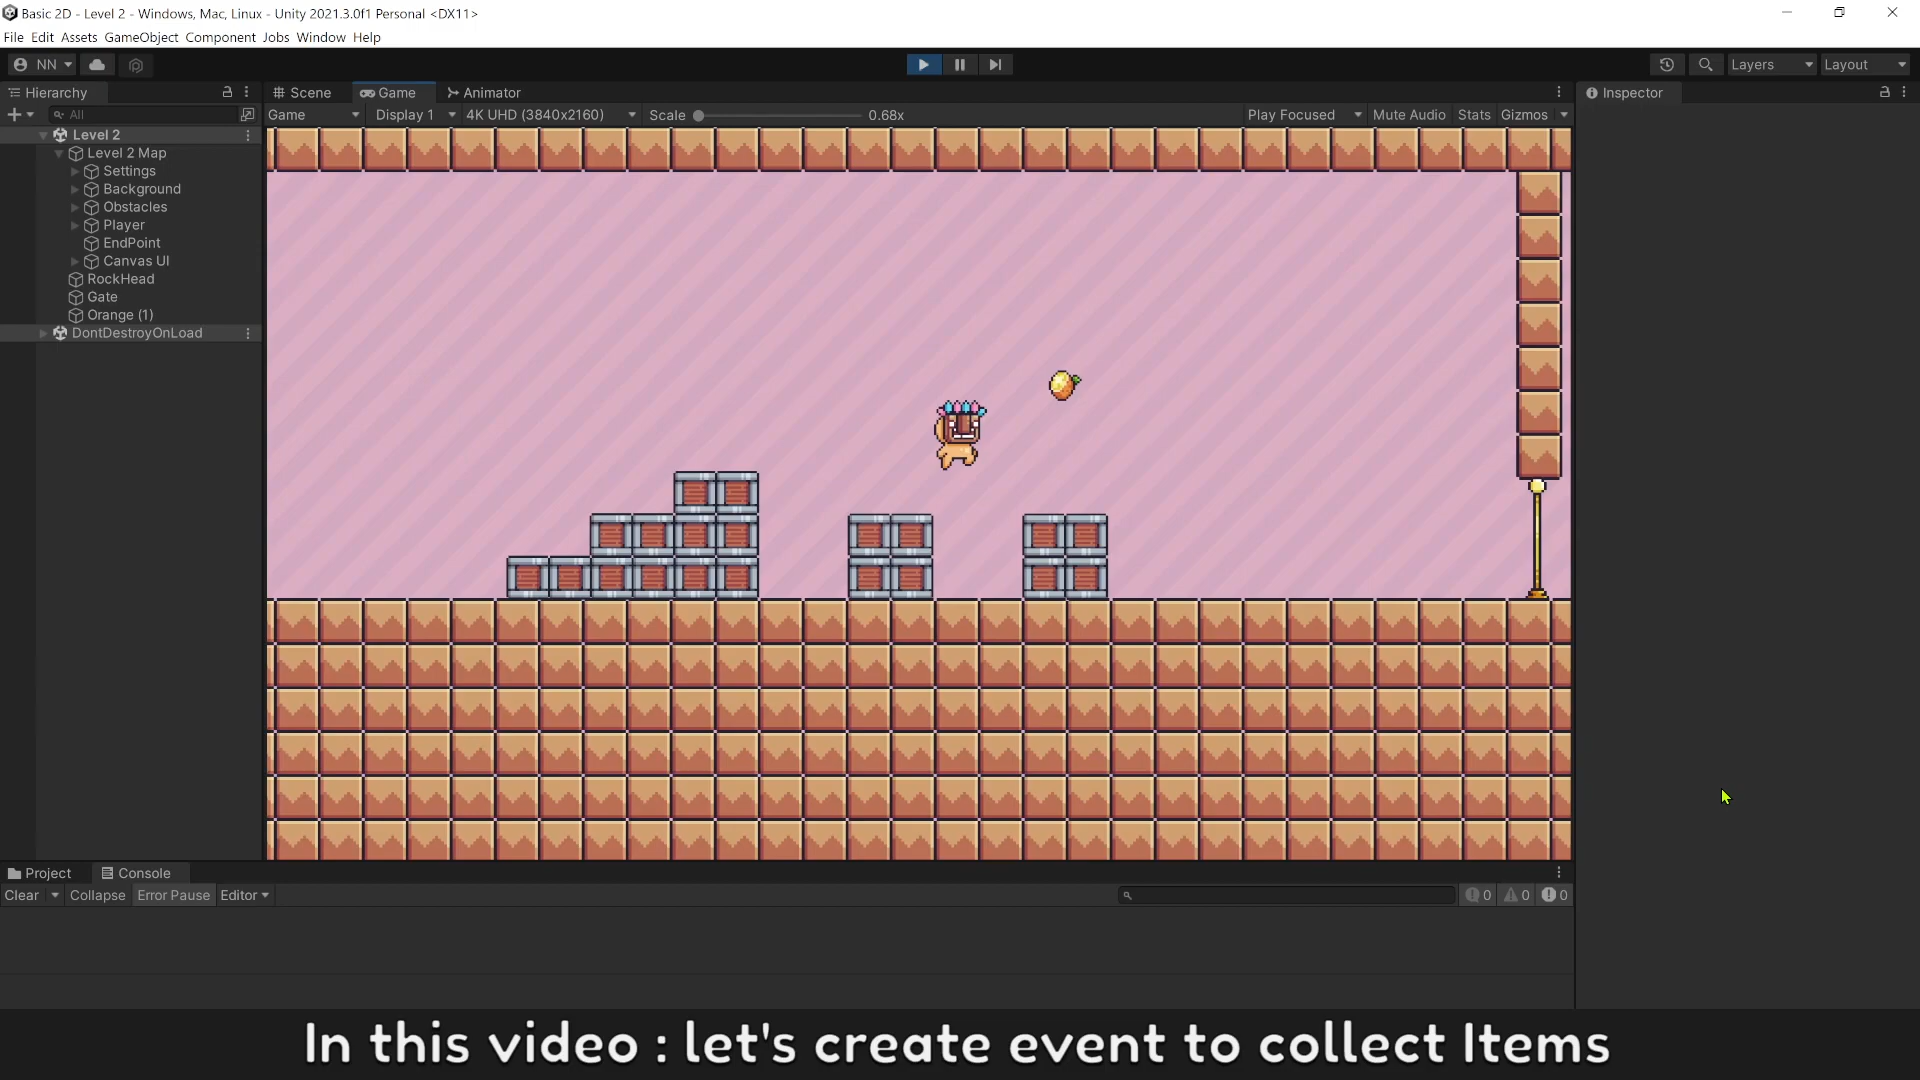 Basic 2D - Level 2 - Windows, Mac, Linux - Unity 2021.3.0f1 Personal <DX11>
File Edit Assets GameObject Component Jobs Window Help
NN Layers Layout
Hierarchy Scene Game Animator Inspector
All Game Display 1 4K UHD (3840x2160) Scale 0.68x Play Focused Mute Audio Stats Gizmos
Level 2
Level 2 Map
Settings
Background
Obstacles
Player
EndPoint
Canvas UI
RockHead
Gate
Orange (1)
DontDestroyOnLoad
Project Console
Clear Collapse Error Pause Editor 0 0 0
In this video : let's create event to collect Items